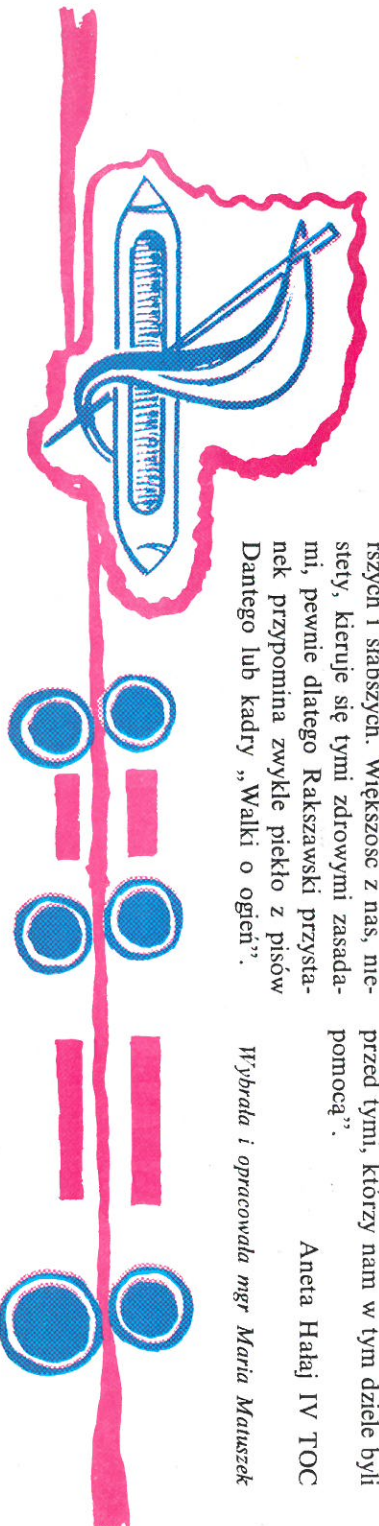 rszych i słabszych. Większość z nas, nie-
stety, kieruje się tymi zdrowymi zasada-
mi, pewnie dlatego Rakszawski przysta-
nek przypomina zwykle piekło z pisów
Dantego lub kadry „Walki o ogień”.
przed tymi, którzy nam w tym dziele byli
pomocą”.
Aneta Hałaj IV TOC
Wybrała i opracowała mgr Maria Matuszek